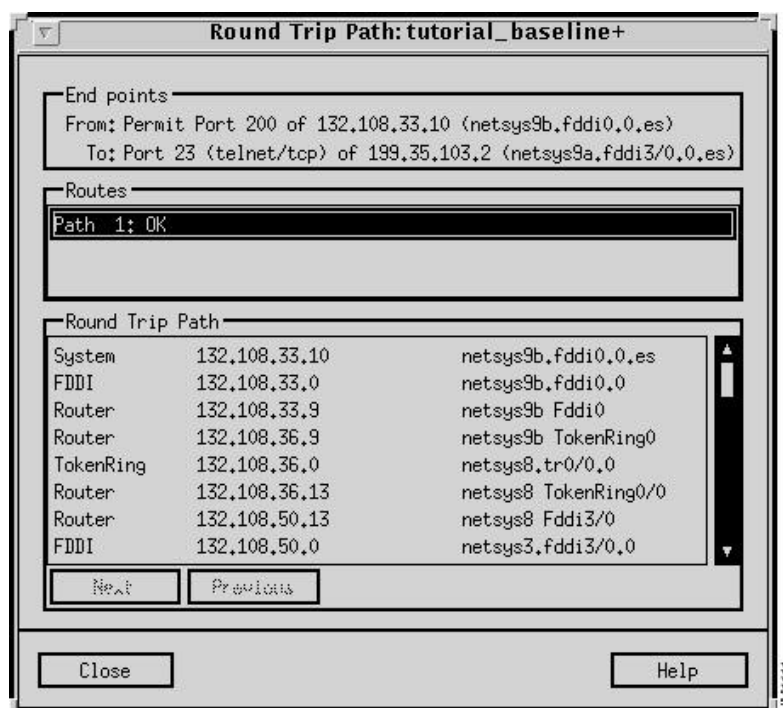 Round Trip Path: tutorial_baseline+
End points
From: Permit Port 200 of 132.108.33.10 (netsys9b.fddi0.0.es)
To: Port 23 (telnet/tcp) of 199.35.103.2 (netsys9a.fddi3/0.0.es)
Routes
Path 1: OK
Round Trip Path
System 132.108.33.10 netsys9b.fddi0.0.es
FDDI 132.108.33.0 netsys9b.fddi0.0
Router 132.108.33.9 netsys9b Fddi0
Router 132.108.36.9 netsys9b TokenRing0
TokenRing 132.108.36.0 netsys8.tr0/0.0
Router 132.108.36.13 netsys8 TokenRing0/0
Router 132.108.50.13 netsys8 Fddi3/0
FDDI 132.108.50.0 netsys3.fddi3/0.0
Next Previous
Close Help